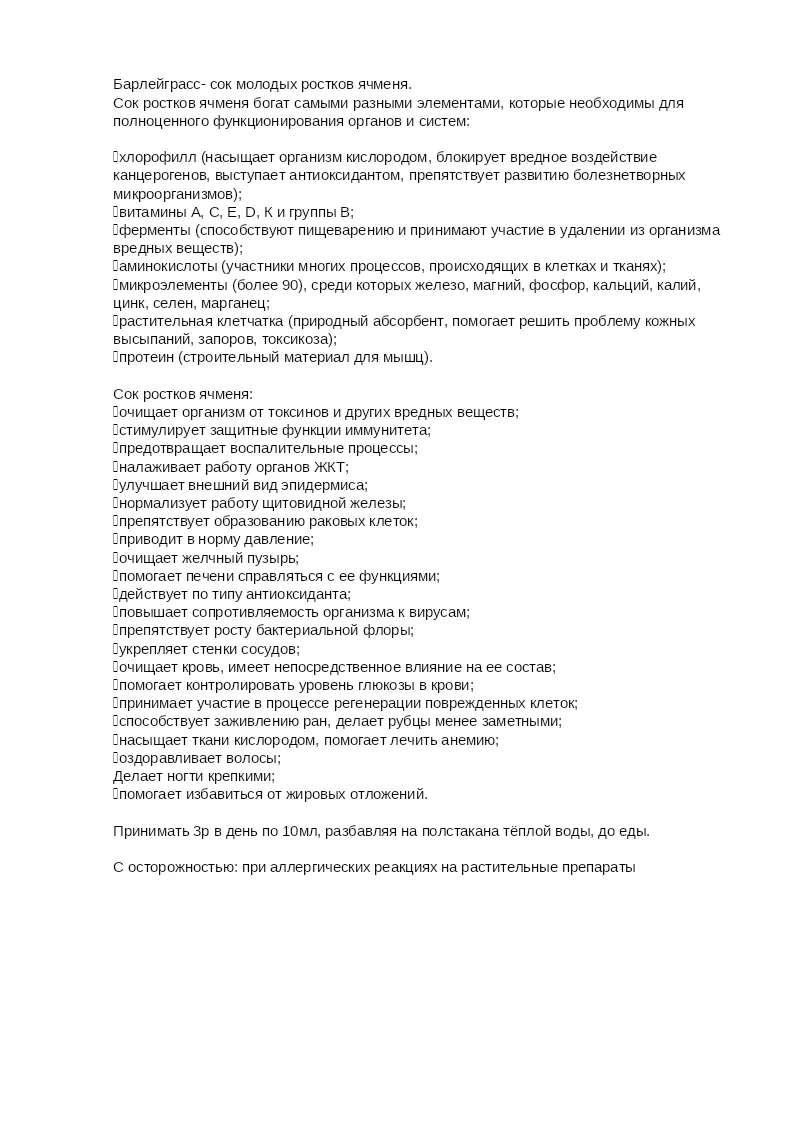 Барлейграсс- сок молодых ростков ячменя.
Сок ростков ячменя богат самыми разными элементами, которые необходимы для
полноценного функционирования органов и систем:
▯хлорофилл (насыщает организм кислородом, блокирует вредное воздействие
канцерогенов, выступает антиоксидантом, препятствует развитию болезнетворных
микроорганизмов);
▯витамины А, С, Е, D, К и группы В;
▯ферменты (способствуют пищеварению и принимают участие в удалении из организма
вредных веществ);
▯аминокислоты (участники многих процессов, происходящих в клетках и тканях);
▯микроэлементы (более 90), среди которых железо, магний, фосфор, кальций, калий,
цинк, селен, марганец;
▯растительная клетчатка (природный абсорбент, помогает решить проблему кожных
высыпаний, запоров, токсикоза);
▯протеин (строительный материал для мышц).
Сок ростков ячменя:
▯очищает организм от токсинов и других вредных веществ;
▯стимулирует защитные функции иммунитета;
▯предотвращает воспалительные процессы;
▯налаживает работу органов ЖКТ;
▯улучшает внешний вид эпидермиса;
▯нормализует работу щитовидной железы;
▯препятствует образованию раковых клеток;
▯приводит в норму давление;
▯очищает желчный пузырь;
▯помогает печени справляться с ее функциями;
▯действует по типу антиоксиданта;
▯повышает сопротивляемость организма к вирусам;
▯препятствует росту бактериальной флоры;
▯укрепляет стенки сосудов;
▯очищает кровь, имеет непосредственное влияние на ее состав;
▯помогает контролировать уровень глюкозы в крови;
▯принимает участие в процессе регенерации поврежденных клеток;
▯способствует заживлению ран, делает рубцы менее заметными;
▯насыщает ткани кислородом, помогает лечить анемию;
▯оздоравливает волосы;
Делает ногти крепкими;
▯помогает избавиться от жировых отложений.
Принимать 3р в день по 10мл, разбавляя на полстакана тёплой воды, до еды.
С осторожностью: при аллергических реакциях на растительные препараты